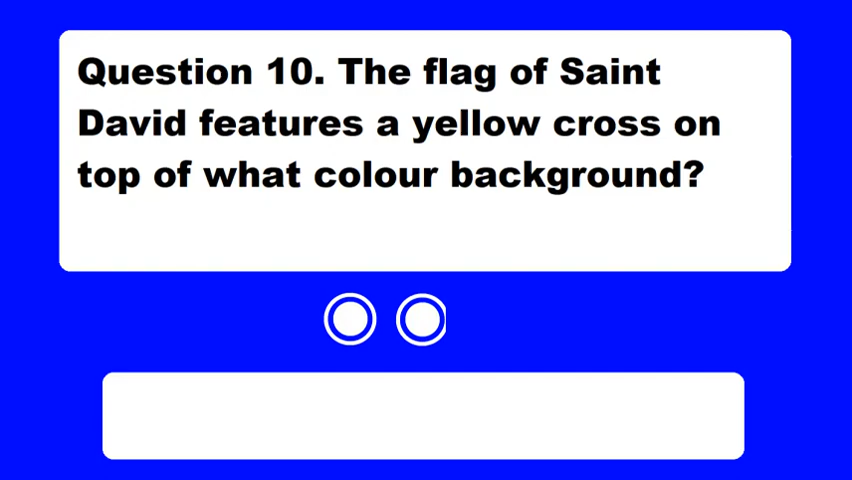 Question 10. The flag of Saint
David features a yellow cross on
top of what colour background?